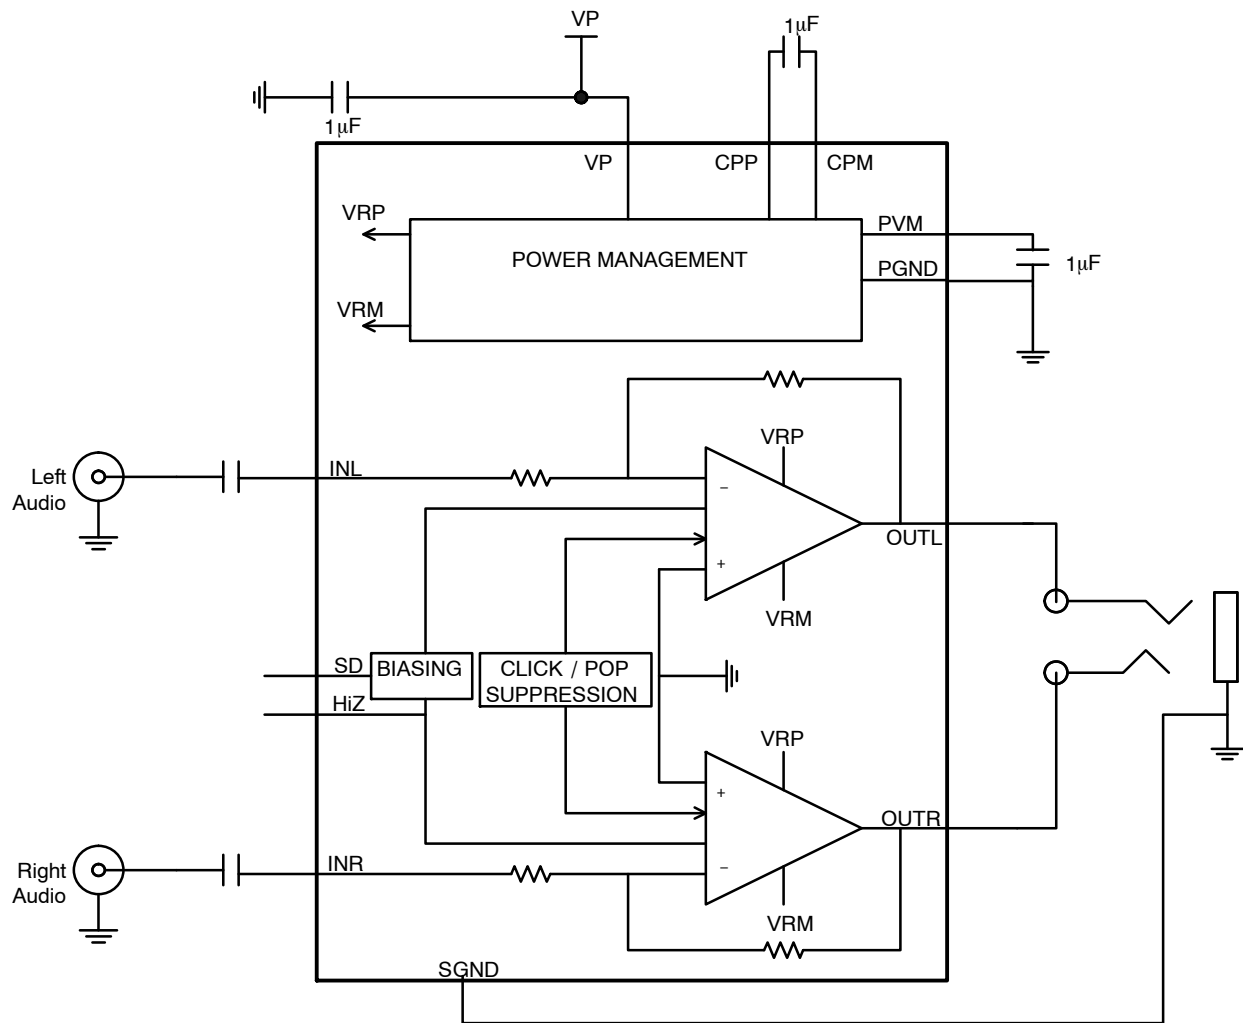 VP
1μF
1μF
VP
CPP
CPM
VRP
PVM
POWER MANAGEMENT
PGND
1μF
VRM
VRP
Left
Audio
INL
−
OUTL
+
VRM
SD
BIASING
CLICK / POP
SUPPRESSION
HiZ
VRP
+
OUTR
Right
Audio
INR
−
VRM
SGND